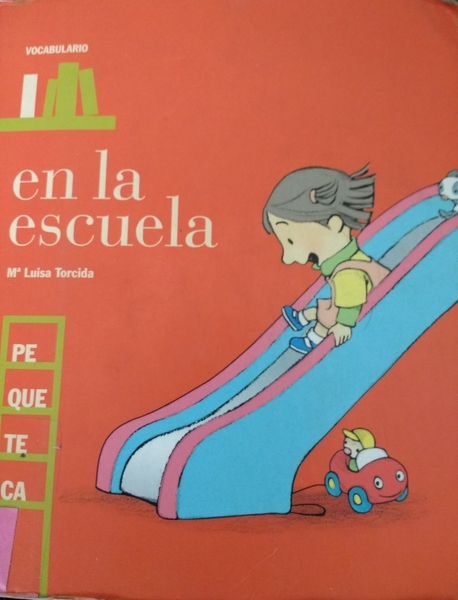 VOCABULARIO
en la
escuela
Mª Luisa Torcida
PE
QUE
TE
CA